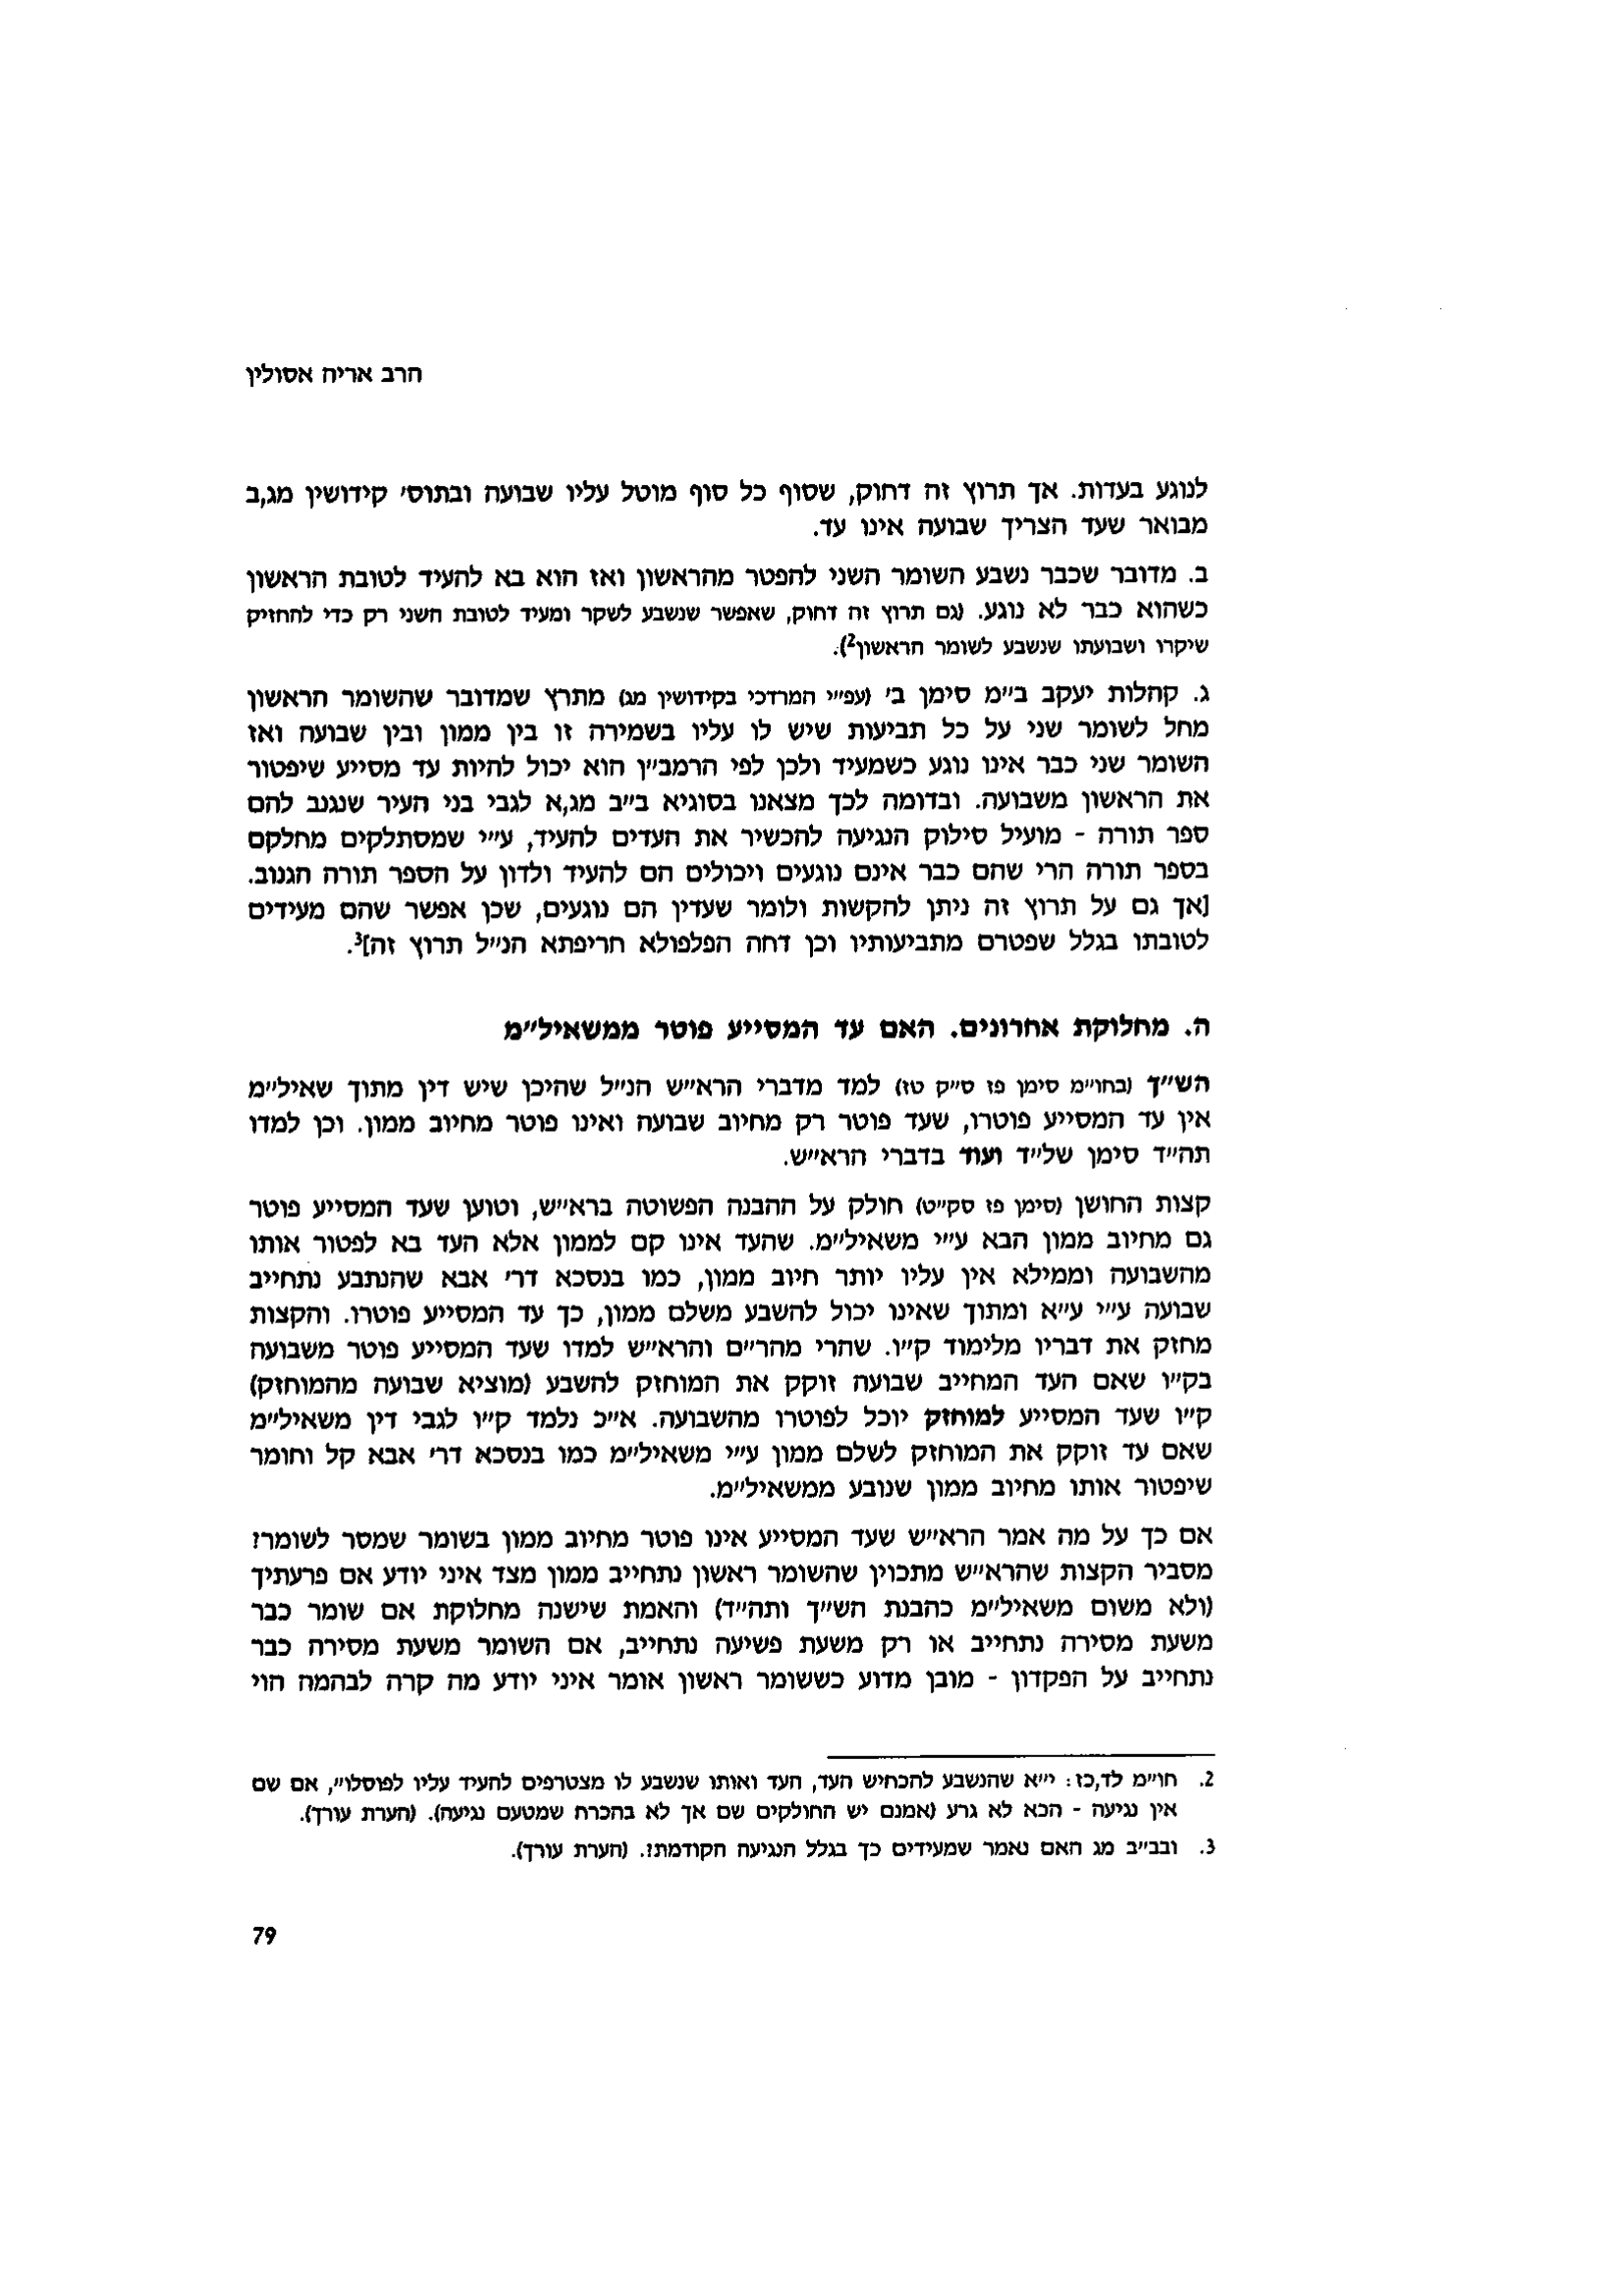 הרב אריה אסולין
לנוגע בעדות. אך תרוץ זה דחוק, שסוף כל סוף מוטל עליו שבועה ובתוס׳ קידושין מג,ב
מבואר שעד הצריך שבועה אינו עד.
ב. מדובר שכבר נשבע השומר השני להפטר מהראשון ואז הוא בא להעיד לטובת הראשון
כשהוא כבר לא נוגע. (גם תרוץ זה דחוק, שאפשר שנשבע לשקר ומעיד לטובת השני רק כדי להחזיק
שיקרו ושבועתו שנשבע לשומר הראשון²).
ג. קהלות יעקב ב״מ סימן ב׳ (עפ״י המרדכי בקידושין מג) מתרץ שמדובר שהשומר הראשון
מחל לשומר שני על כל תביעות שיש לו עליו בשמירה זו בין ממון ובין שבועה ואז
השומר שני כבר אינו נוגע כשמעיד ולכן לפי הרמב״ן הוא יכול להיות עד מסייע שיפטור
את הראשון משבועה. ובדומה לכך מצאנו בסוגיא ב״ב מג,א לגבי בני העיר שנגנב להם
ספר תורה - מועיל סילוק הנגיעה להכשיר את העדים להעיד, ע״י שמסתלקים מחלקם
בספר תורה הרי שהם כבר אינם נוגעים ויכולים הם להעיד ולדון על הספר תורה הגנוב.
[אך גם על תרוץ זה ניתן להקשות ולומר שעדין הם נוגעים, שכן אפשר שהם מעידים
לטובתו בגלל שפטרם מתביעותיו וכן דחה הפלפולא חריפתא הנ״ל תרוץ זה]³.
ה. מחלוקת אחרונים. האם עד המסייע פוטר ממשאיל״מ
הש״ך (בחו״מ סימן פז ס״ק טז) למד מדברי הרא״ש הנ״ל שהיכן שיש דין מתוך שאיל״מ
אין עד המסייע פוטרו, שעד פוטר רק מחיוב שבועה ואינו פוטר מחיוב ממון. וכן למדו
תה״ד סימן של״ד ועוד בדברי הרא״ש.
קצות החושן (סימן פז סק״ט) חולק על ההבנה הפשוטה ברא״ש, וטוען שעד המסייע פוטר
גם מחיוב ממון הבא ע״י משאיל״מ. שהעד אינו קם לממון אלא העד בא לפטור אותו
מהשבועה וממילא אין עליו יותר חיוב ממון, כמו בנסכא דר׳ אבא שהנתבע נתחייב
שבועה ע״י ע״א ומתוך שאינו יכול להשבע משלם ממון, כך עד המסייע פוטרו. והקצות
מחזק את דבריו מלימוד ק״ו. שהרי מהר״ם והרא״ש למדו שעד המסייע פוטר משבועה
בק״ו שאם העד המחייב שבועה זוקק את המוחזק להשבע (מוציא שבועה מהמוחזק)
ק״ו שעד המסייע למוחזק יוכל לפוטרו מהשבועה. א״כ נלמד ק״ו לגבי דין משאיל״מ
שאם עד זוקק את המוחזק לשלם ממון ע״י משאיל״מ כמו בנסכא דר׳ אבא קל וחומר
שיפטור אותו מחיוב ממון שנובע ממשאיל״מ.
אם כך על מה אמר הרא״ש שעד המסייע אינו פוטר מחיוב ממון בשומר שמסר לשומר?
מסביר הקצות שהרא״ש מתכוין שהשומר ראשון נתחייב ממון מצד איני יודע אם פרעתיך
(ולא משום משאיל״מ כהבנת הש״ך ותה״ד) והאמת שישנה מחלוקת אם שומר כבר
משעת מסירה נתחייב או רק משעת פשיעה נתחייב, אם השומר משעת מסירה כבר
נתחייב על הפקדון - מובן מדוע כששומר ראשון אומר איני יודע מה קרה לבהמה הוי
2. חו״מ לד,כז: י״א שהנשבע להכחיש העד, העד ואותו שנשבע לו מצטרפים להעיד עליו לפוסלו״, אם שם
אין נגיעה - הכא לא גרע (אמנם יש החולקים שם אך לא בהכרח שמטעם נגיעה). (הערת עורך).
3. ובב״ב מג האם נאמר שמעידים כך בגלל הנגיעה הקודמת?. (הערת עורך).
79